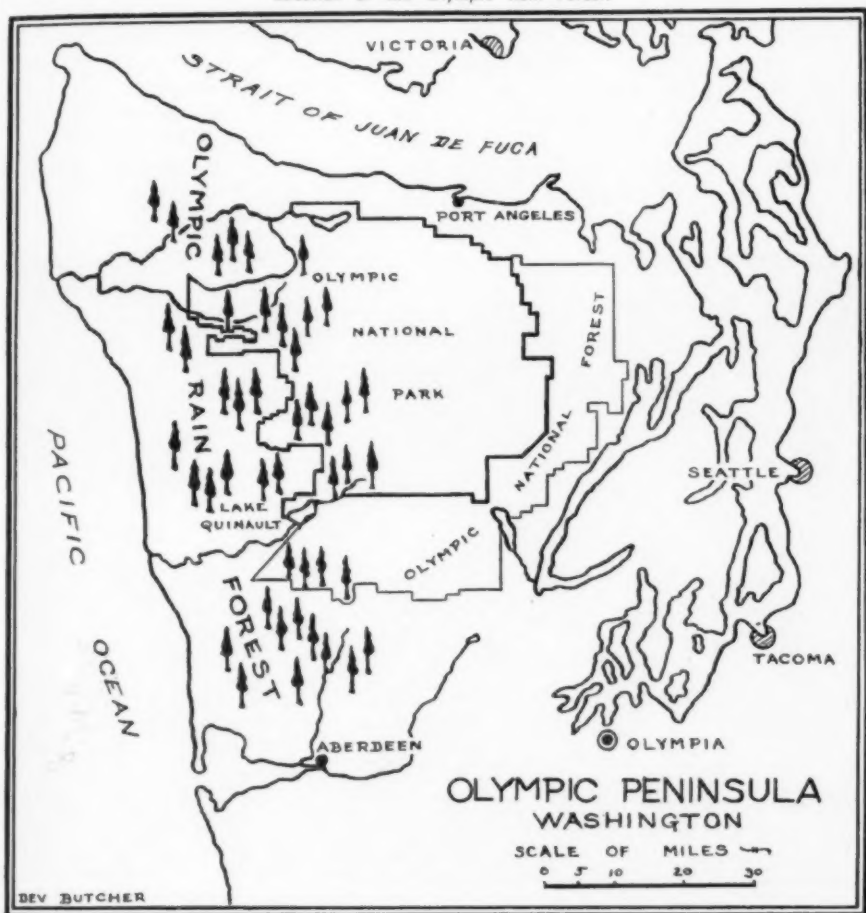 VICTORIA
STRAIT OF JUAN DE FUCA
OLYMPIC
PORT ANGELES
OLYMPIC
NATIONAL
PARK
FOREST
NATIONAL
OLYMPIC
RAIN
PACIFIC
OCEAN
SEATTLE
LAKE
QUINAULT
FOREST
TACOMA
OLYMPIA
ABERDEEN
OLYMPIC PENINSULA
WASHINGTON
SCALE OF MILES
0 5 10 20 30
DEV BUTCHER